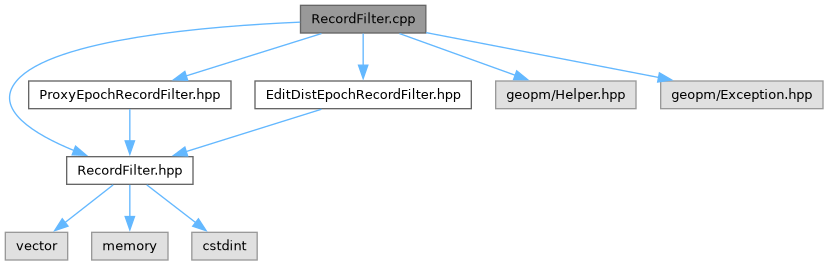 RecordFilter.cpp
ProxyEpochRecordFilter.hpp
EditDistEpochRecordFilter.hpp
geopm/Helper.hpp
geopm/Exception.hpp
RecordFilter.hpp
vector
memory
cstdint